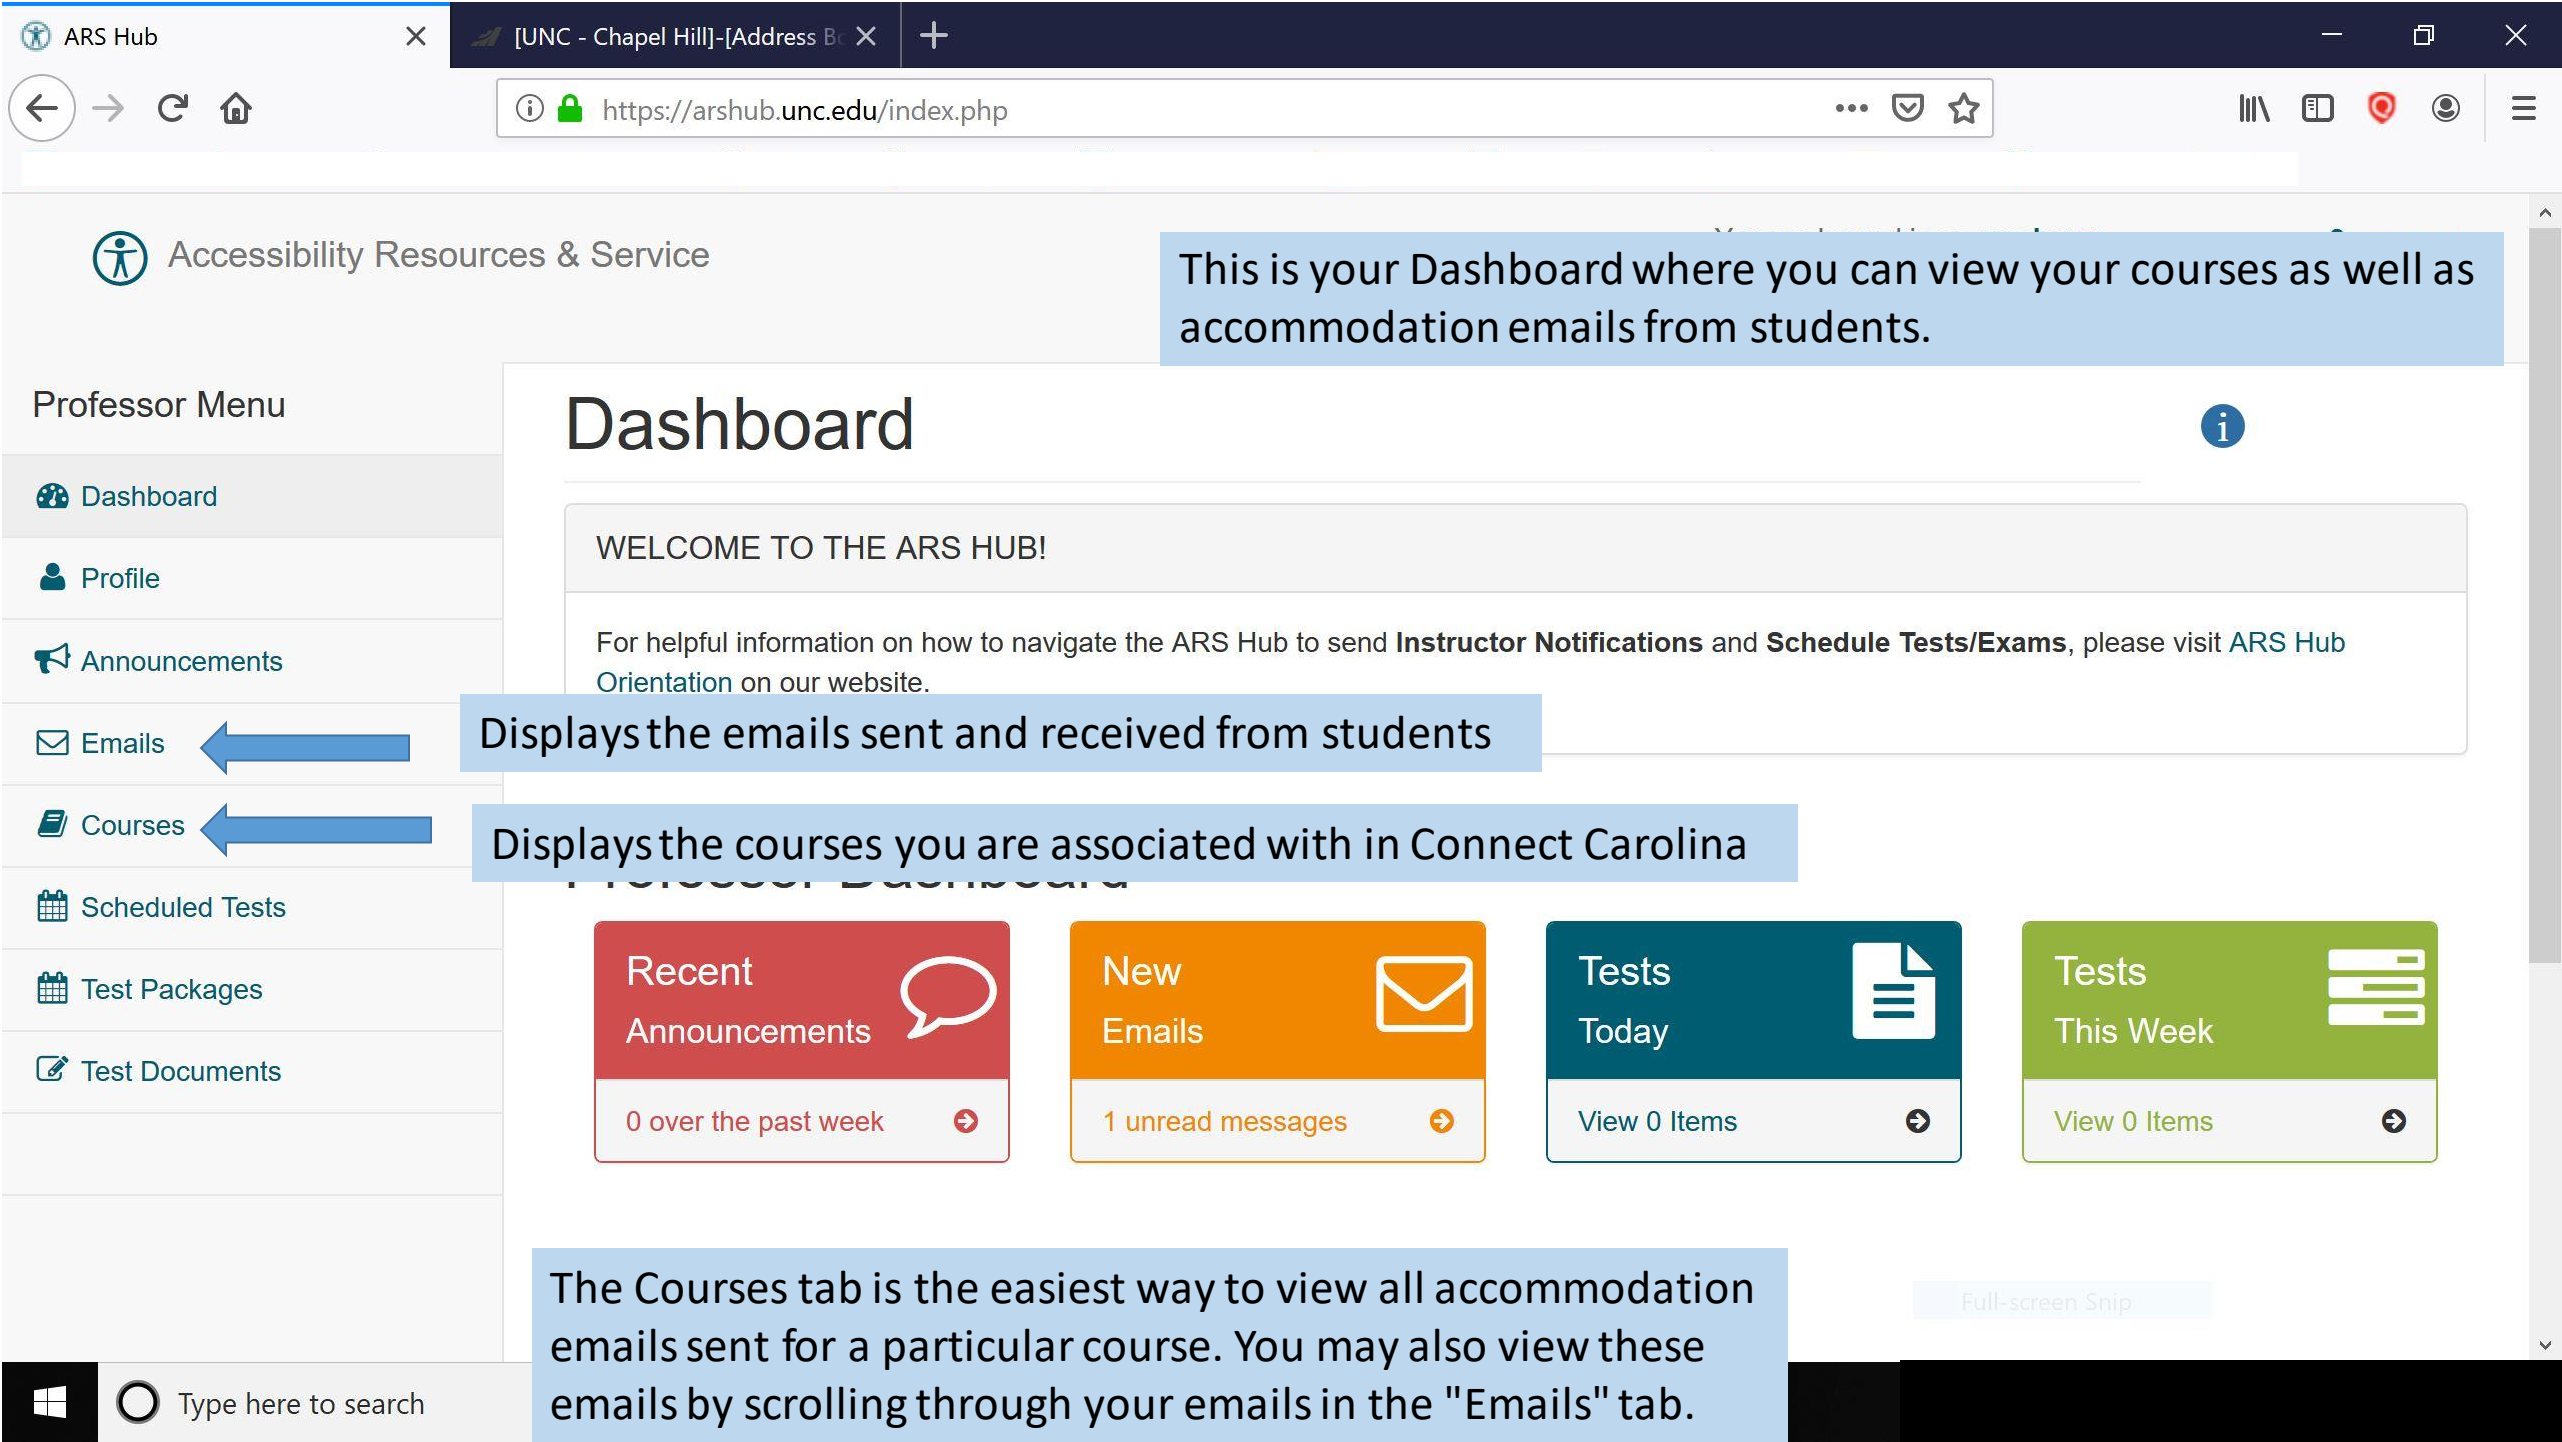 ARS Hub
[UNC - Chapel Hill]-[Address
https://arshub.unc.edu/index.php
Accessibility Resources & Service
This is your Dashboard where you can view your courses as well as
accommodation emails from students.
Professor Menu
Dashboard
Profile
Announcements
Emails
Courses
Scheduled Tests
Test Packages
Test Documents
Dashboard
WELCOME TO THE ARS HUB!
For helpful information on how to navigate the ARS Hub to send Instructor Notifications and Schedule Tests/Exams, please visit ARS Hub
Orientation on our website.
Displays the emails sent and received from students
Displays the courses you are associated with in Connect Carolina
Professor Dashboard
Recent
Announcements
0 over the past week
New
Emails
1 unread messages
Tests
Today
View 0 Items
Tests
This Week
View 0 Items
Full-screen Snip
The Courses tab is the easiest way to view all accommodation
emails sent for a particular course. You may also view these
emails by scrolling through your emails in the "Emails" tab.
Type here to search